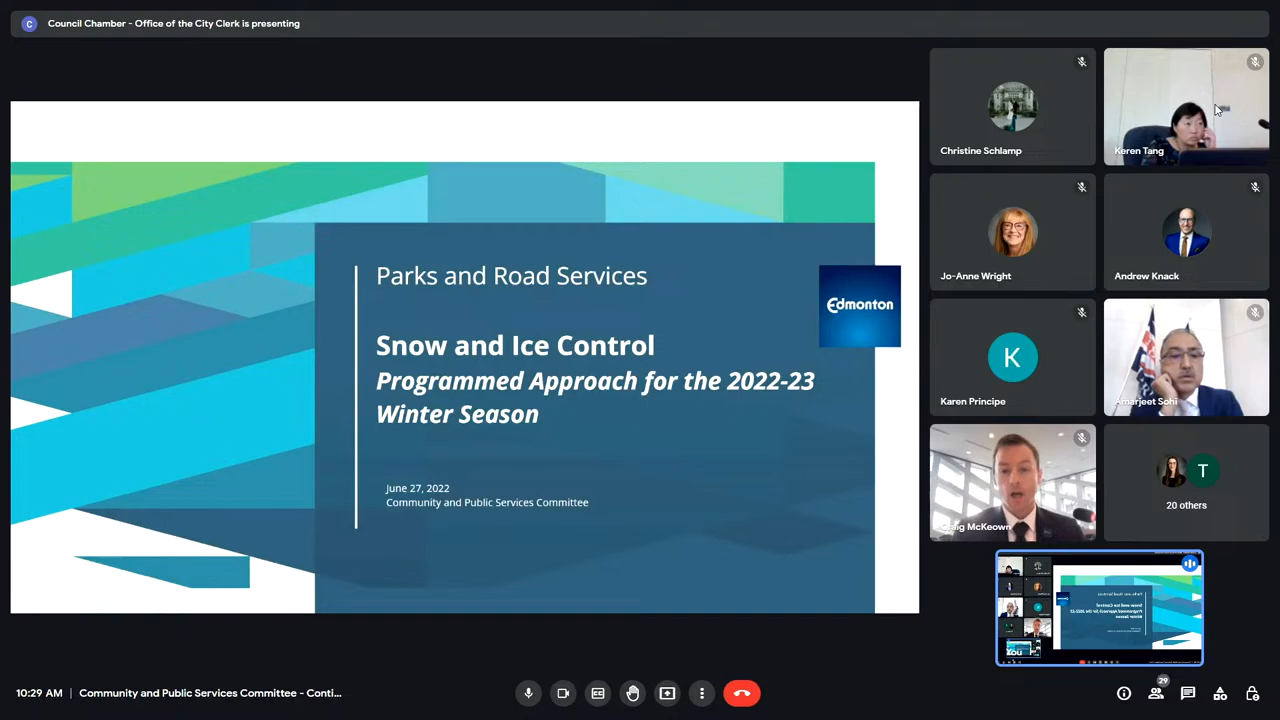 C
Council Chamber - Office of the City Clerk is presenting
Parks and Road Services
Edmonton
Snow and Ice Control
Programmed Approach for the 2022-23
Winter Season
June 27, 2022
Community and Public Services Committee
Christine Schlamp
Keren Tang
Jo-Anne Wright
Andrew Knack
K
Karen Principe
Amarjeet Sohi
Craig McKeown
T
20 others
You
10:29 AM | Community and Public Services Committee - Conti...
29